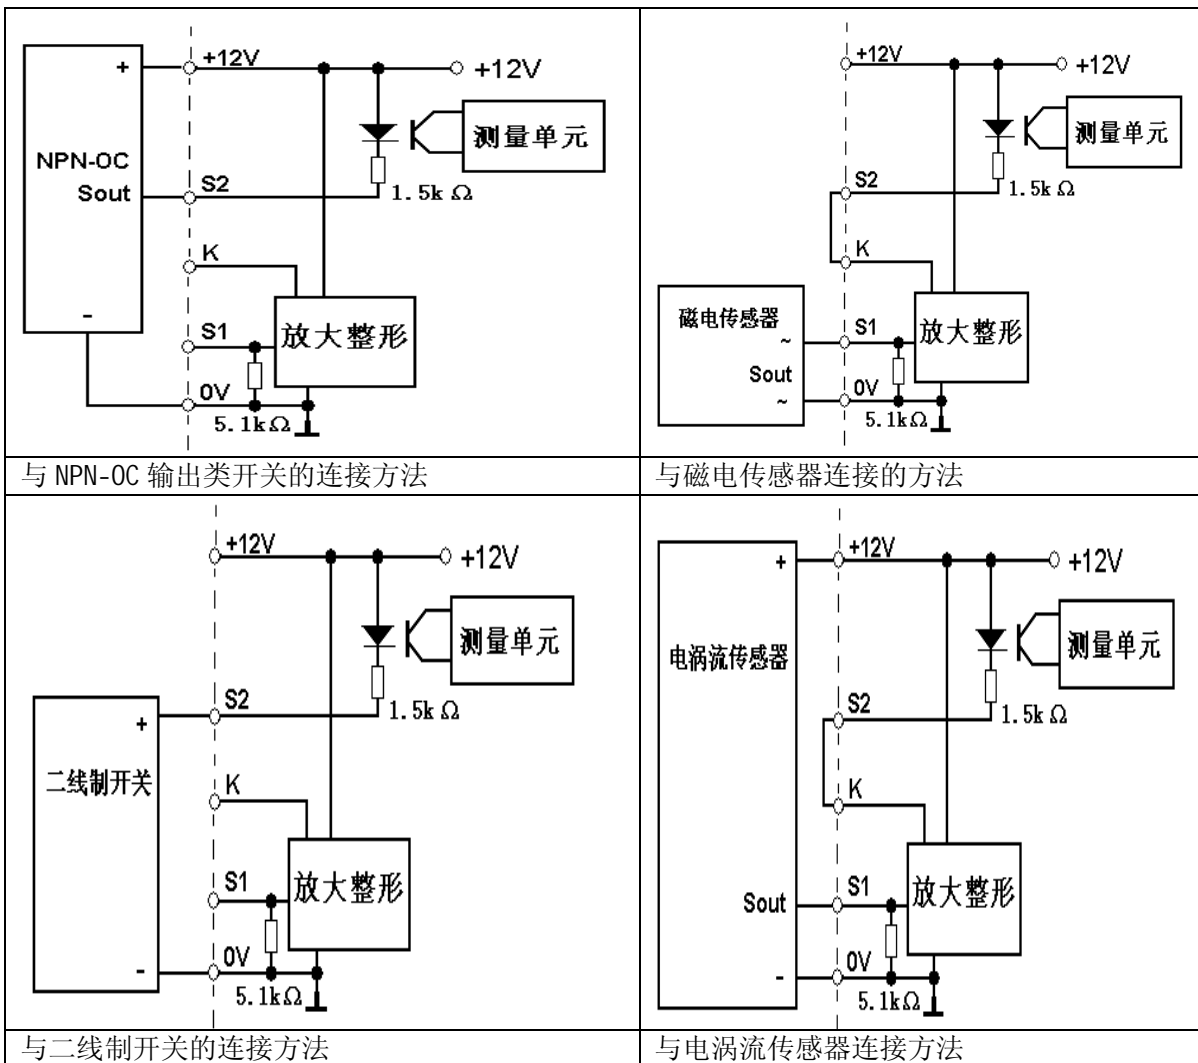 +
+12V
+12V
测量单元
NPN-OC
Sout
S2
1.5kΩ
K
-
S1
放大整形
0V
5.1kΩ
与 NPN-OC 输出类开关的连接方法
+12V
+12V
测量单元
S2
1.5kΩ
K
磁电传感器
~
S1
放大整形
Sout
0V
~
5.1kΩ
与磁电传感器连接的方法
+12V
+12V
测量单元
S2
+
1.5kΩ
二线制开关
K
S1
放大整形
0V
-
5.1kΩ
与二线制开关的连接方法
+
+12V
+12V
电涡流传感器
测量单元
S2
1.5kΩ
K
S1
Sout
放大整形
0V
-
5.1kΩ
与电涡流传感器连接方法